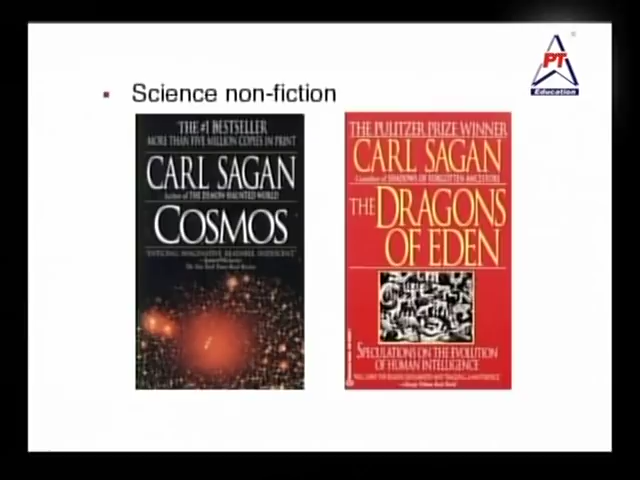 PT
Education
Science non-fiction
THE #1 BESTSELLER
MORE THAN FIVE MILLION COPIES IN PRINT
CARL SAGAN
Author of THE DEMON-HAUNTED WORLD
COSMOS
THE PULITZER PRIZE WINNER
CARL SAGAN
Coauthor of SHADOWS OF FORGOTTEN ANCESTORS
THE DRAGONS
OF EDEN
SPECULATIONS ON THE EVOLUTION
OF HUMAN INTELLIGENCE